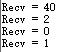 Recv = 40
Recv = 2
Recv = 0
Recv = 1